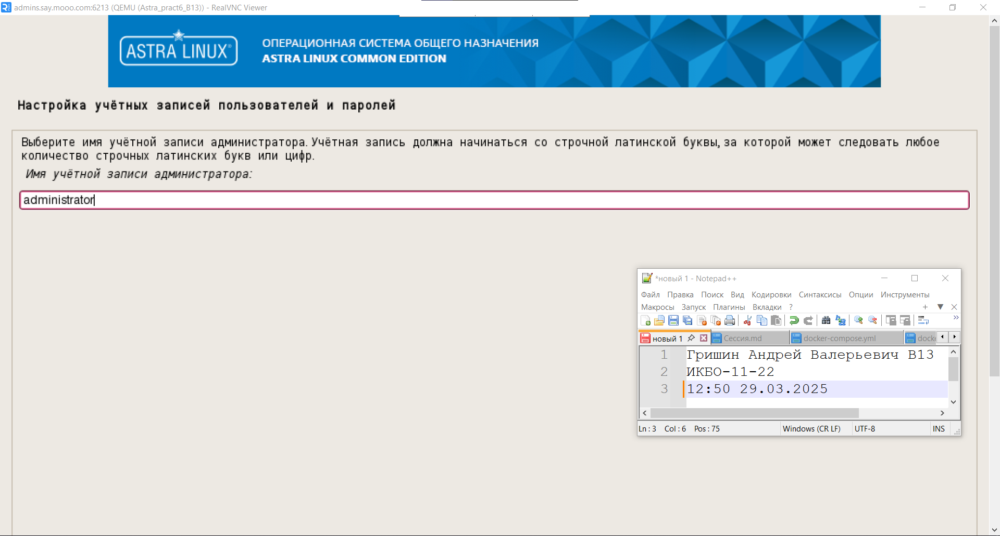 admins.say.mooo.com:6213 (QEMU (Astra_pract6_B13)) - RealVNC Viewer
ASTRA LINUX®
ОПЕРАЦИОННАЯ СИСТЕМА ОБЩЕГО НАЗНАЧЕНИЯ
ASTRA LINUX COMMON EDITION
Настройка учётных записей пользователей и паролей
Выберите имя учётной записи администратора. Учётная запись должна начинаться со строчной латинской буквы, за которой может следовать любое
количество строчных латинских букв или цифр.
Имя учётной записи администратора:
administrator
*новый 1 - Notepad++
Файл Правка Поиск Вид Кодировки Синтаксисы Опции Инструменты
Макросы Запуск Плагины Вкладки ?
новый 1 Сессия.md docker-compose.yml docke
1 Гришин Андрей Валерьевич В13
2 ИКБО-11-22
3 12:50 29.03.2025
Ln : 3 Col : 6 Pos : 75 Windows (CR LF) UTF-8 INS